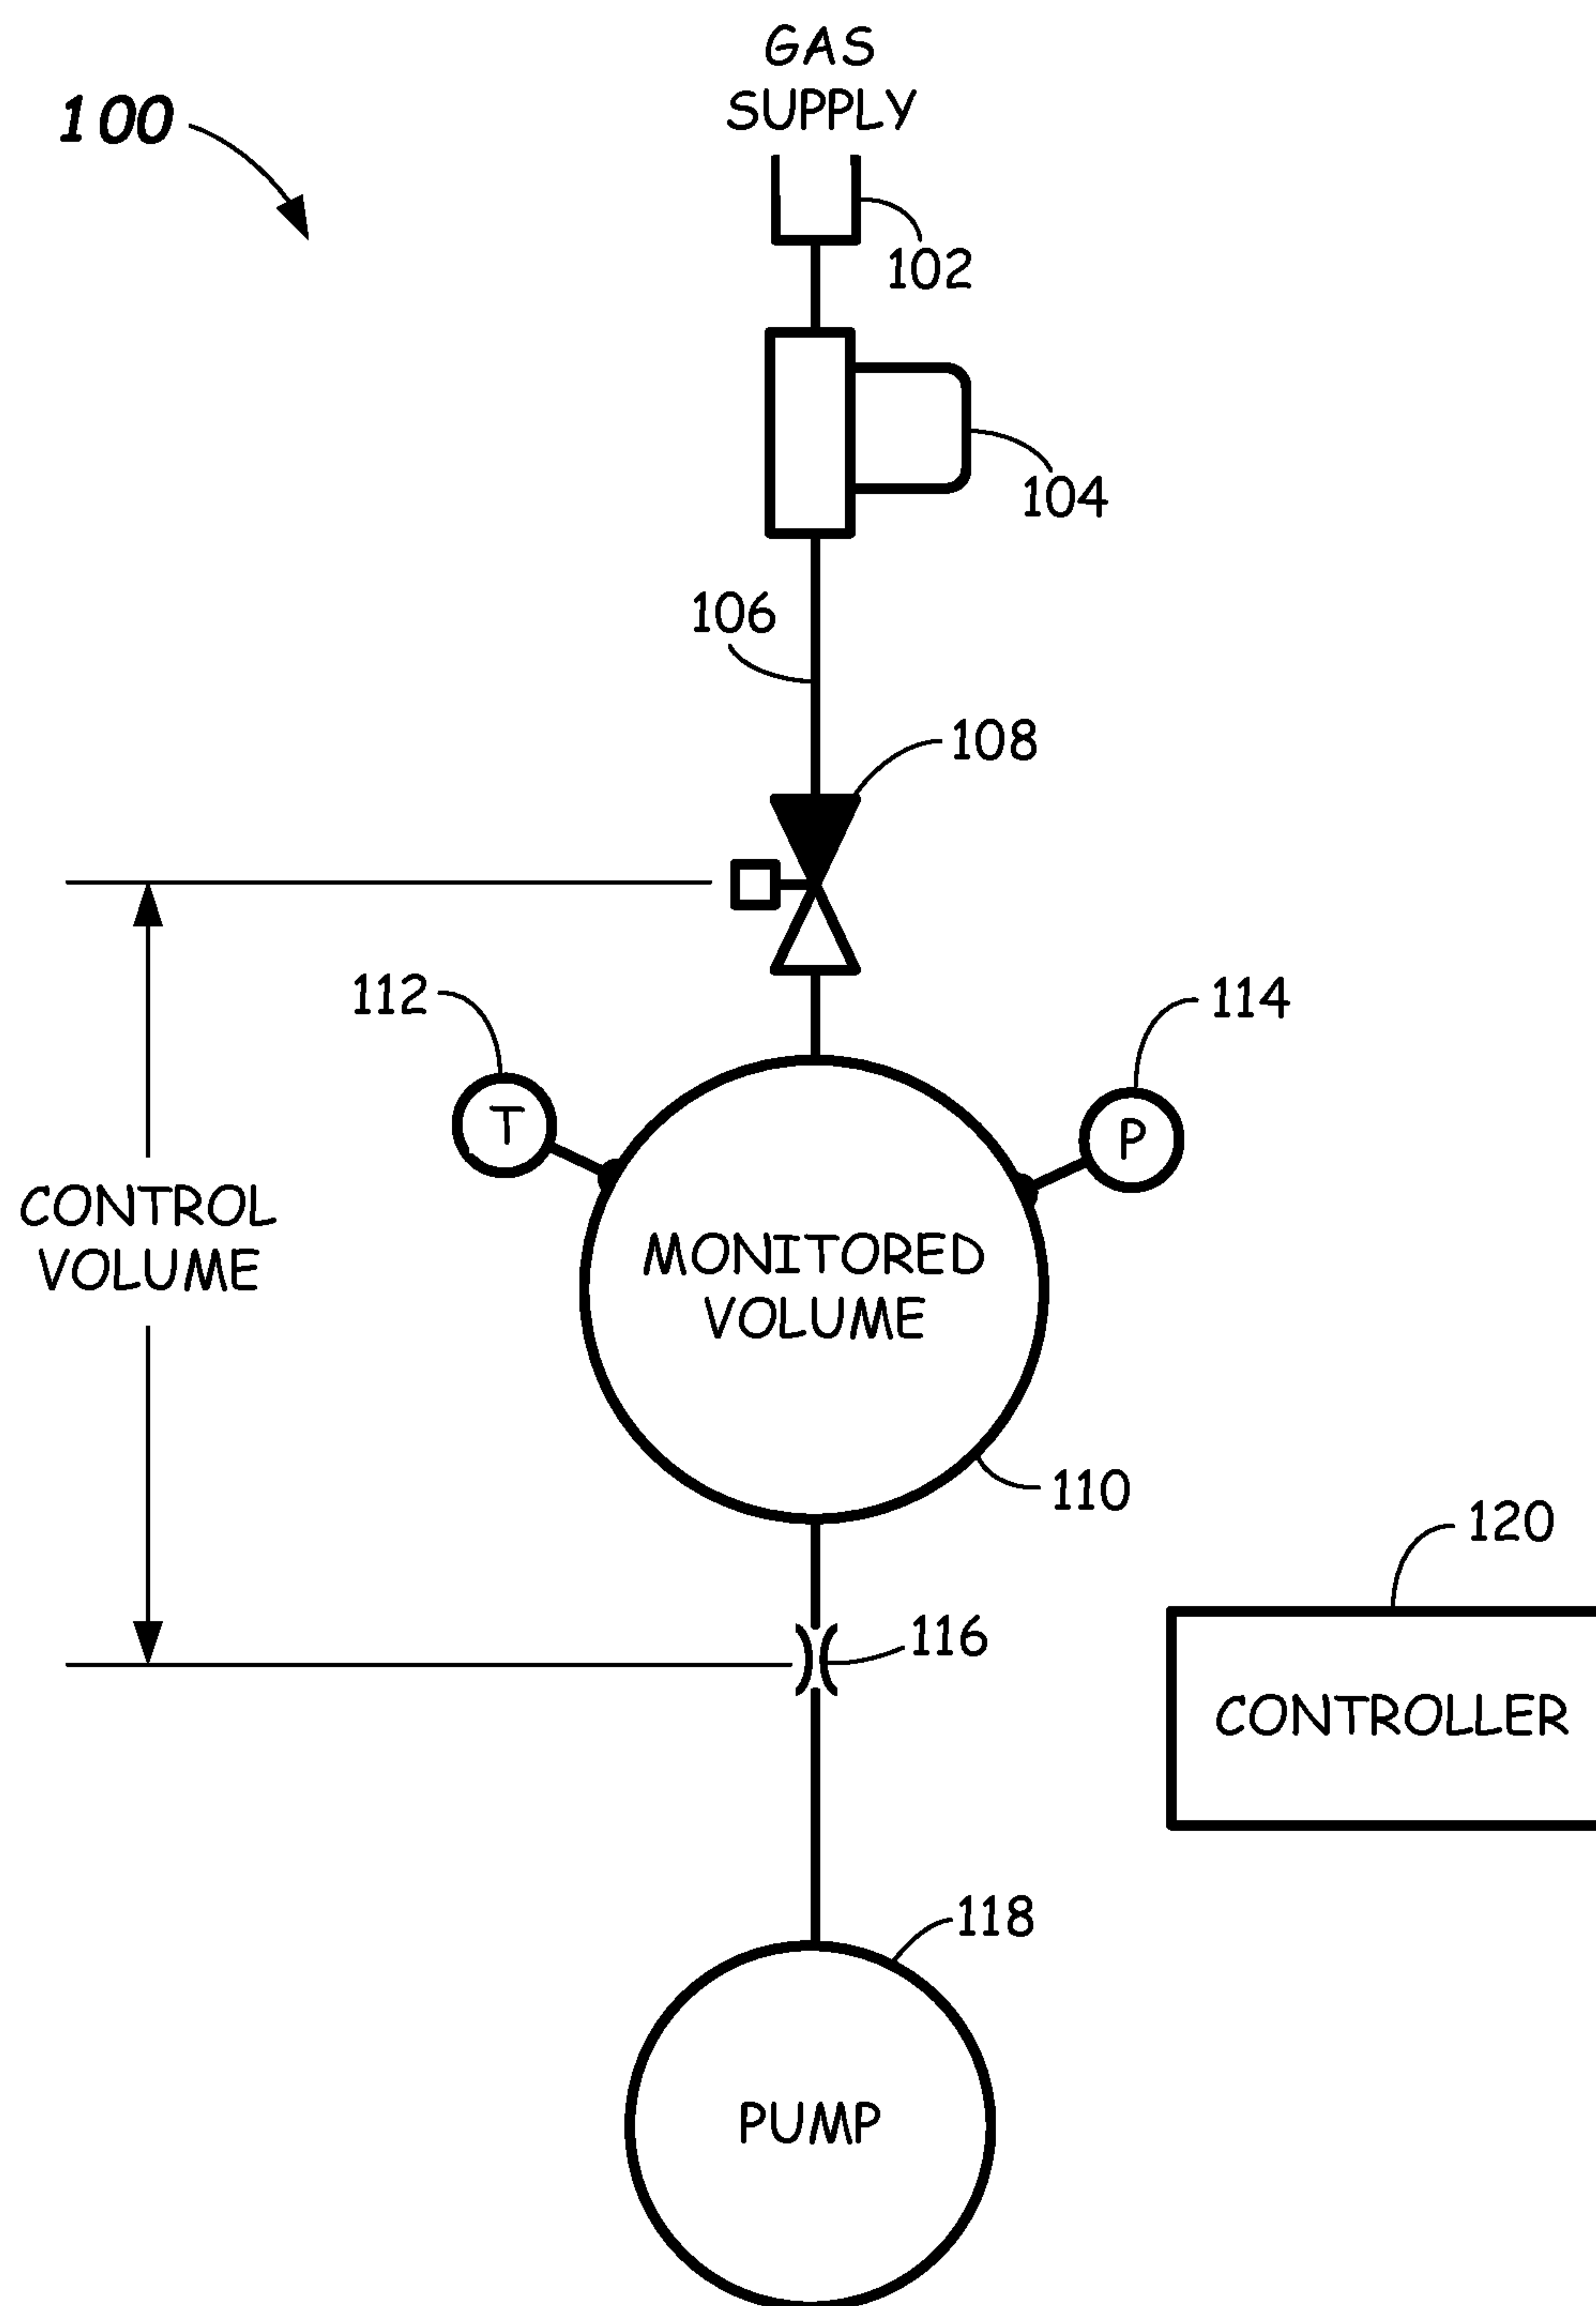 GAS
SUPPLY
100
102
104
106
108
112
114
T
P
CONTROL
VOLUME
MONITORED
VOLUME
110
120
116
CONTROLLER
118
PUMP